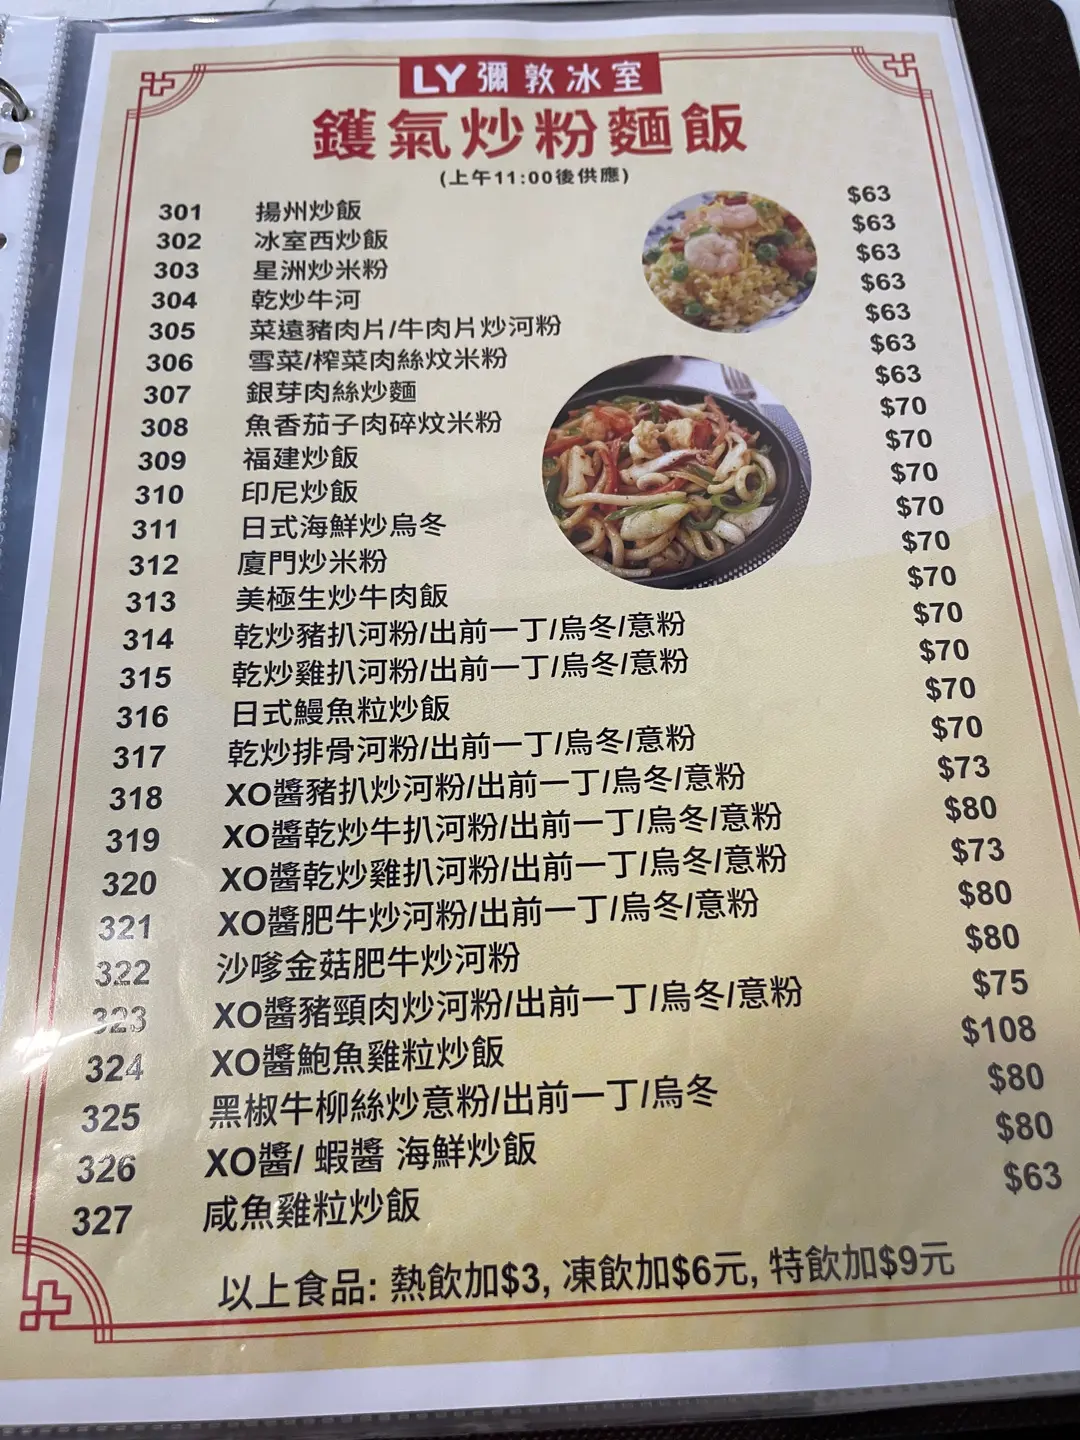 LY彌敦冰室
鑊氣炒粉麵飯
(上午11:00後供應)
301 揚州炒飯 $63
302 冰室西炒飯 $63
303 星洲炒米粉 $63
304 乾炒牛河 $63
305 菜遠豬肉片/牛肉片炒河粉 $63
306 雪菜/榨菜肉絲炆米粉 $63
307 銀芽肉絲炒麵 $63
308 魚香茄子肉碎炆米粉 $70
309 福建炒飯 $70
310 印尼炒飯 $70
311 日式海鮮炒烏冬 $70
312 廈門炒米粉 $70
313 美極生炒牛肉飯 $70
314 乾炒豬扒河粉/出前一丁/烏冬/意粉 $70
315 乾炒雞扒河粉/出前一丁/烏冬/意粉 $70
316 日式鰻魚粒炒飯 $70
317 乾炒排骨河粉/出前一丁/烏冬/意粉 $70
318 XO醬豬扒炒河粉/出前一丁/烏冬/意粉 $73
319 XO醬乾炒牛扒河粉/出前一丁/烏冬/意粉 $80
320 XO醬乾炒雞扒河粉/出前一丁/烏冬/意粉 $73
321 XO醬肥牛炒河粉/出前一丁/烏冬/意粉 $80
322 沙嗲金菇肥牛炒河粉 $80
323 XO醬豬頸肉炒河粉/出前一丁/烏冬/意粉 $75
324 XO醬鮑魚雞粒炒飯 $108
325 黑椒牛柳絲炒意粉/出前一丁/烏冬 $80
326 XO醬/ 蝦醬 海鮮炒飯 $80
327 咸魚雞粒炒飯 $63
以上食品: 熱飲加$3, 凍飲加$6元, 特飲加$9元